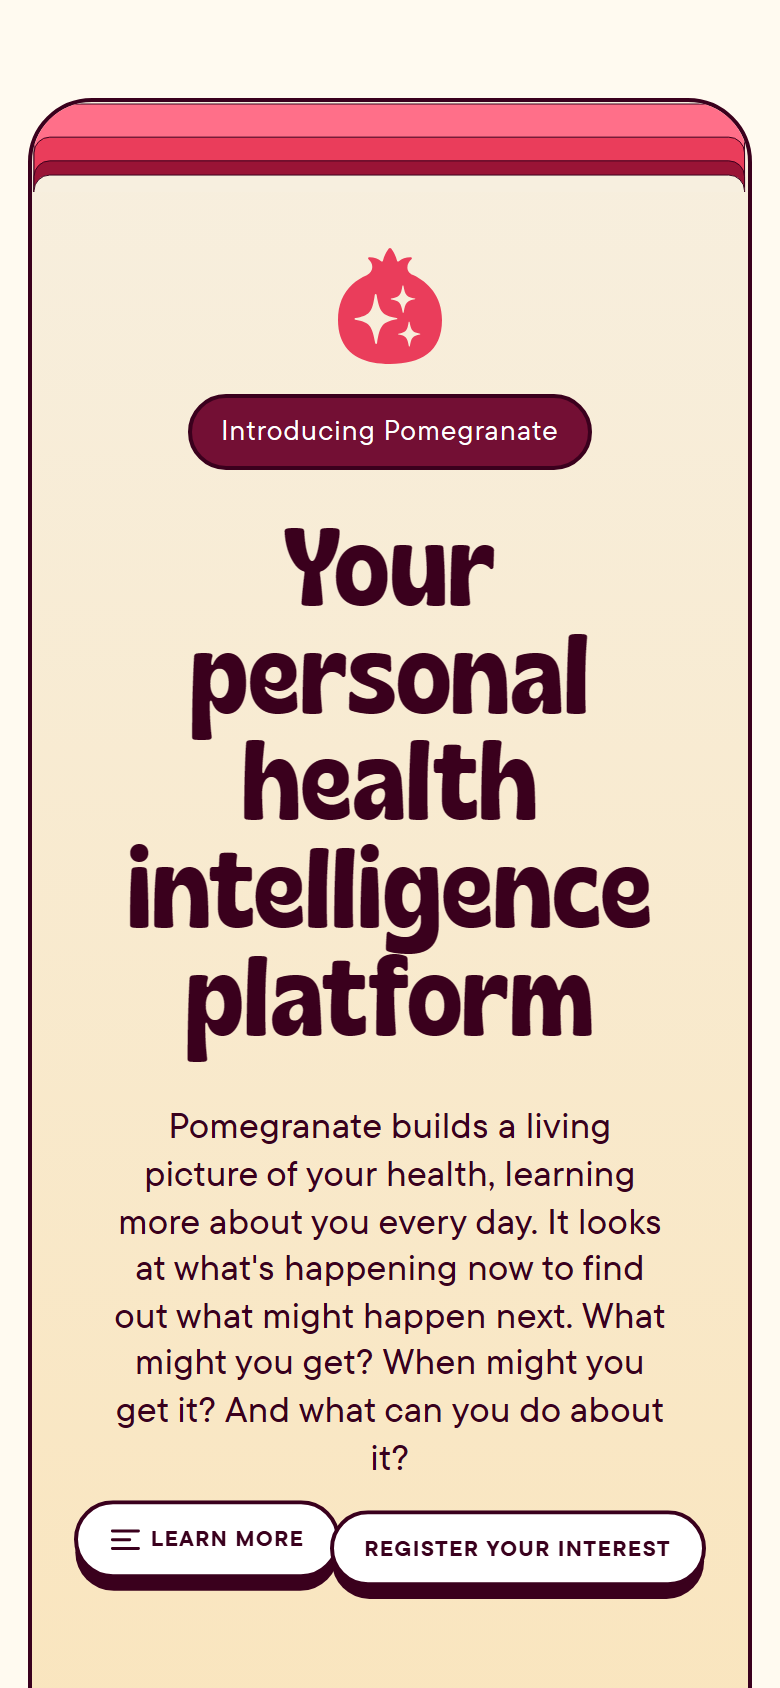 Introducing Pomegranate
Your
personal
health
intelligence
platform
Pomegranate builds a living
picture of your health, learning
more about you every day. It looks
at what's happening now to find
out what might happen next. What
might you get? When might you
get it? And what can you do about
it?
LEARN MORE
REGISTER YOUR INTEREST